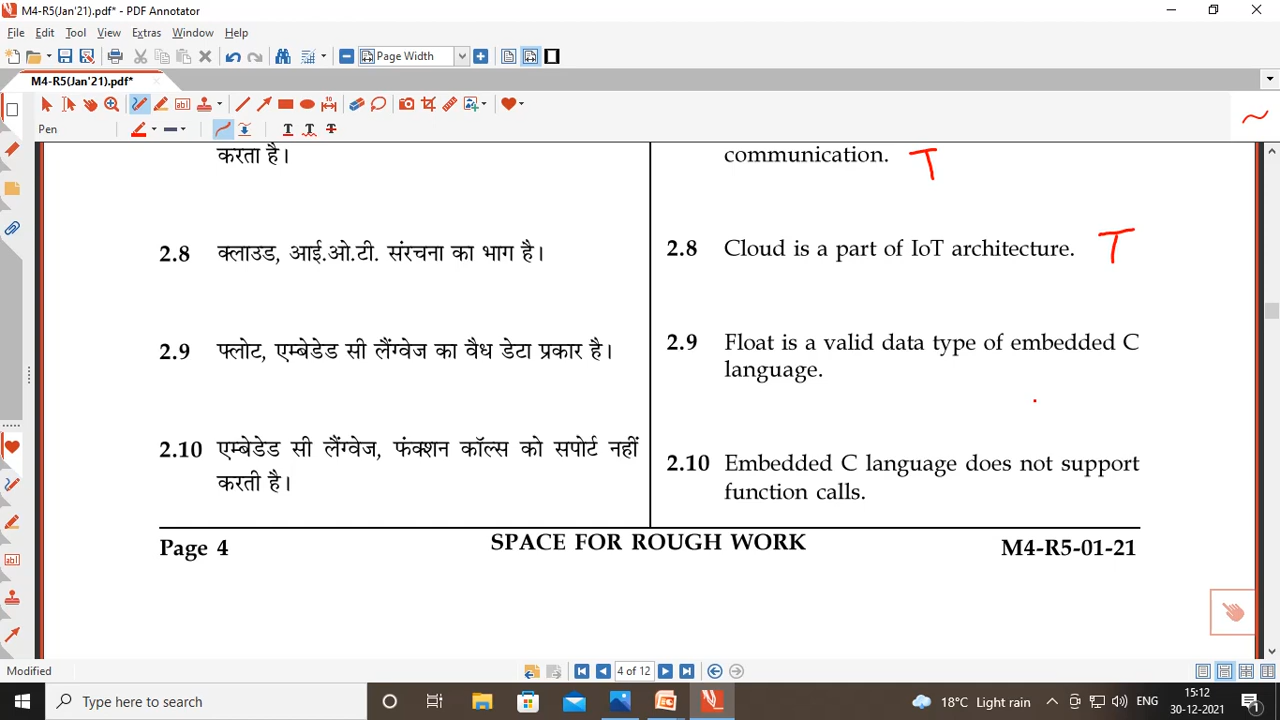 M4-R5(Jan'21).pdf* - PDF Annotator
File Edit Tool View Extras Window Help
Page Width
M4-R5(Jan'21).pdf*
Pen
करता है।
2.8 क्लाउड, आई.ओ.टी. संरचना का भाग है।
2.9 फ्लोट, एम्बेडेड सी लैंग्वेज का वैध डेटा प्रकार है।
2.10 एम्बेडेड सी लैंग्वेज, फंक्शन कॉल्स को सपोर्ट नहीं
करती है।
communication. T
2.8 Cloud is a part of IoT architecture. T
2.9 Float is a valid data type of embedded C
language.
2.10 Embedded C language does not support
function calls.
Page 4 SPACE FOR ROUGH WORK M4-R5-01-21
Modified 4 of 12
Type here to search 18°C Light rain ENG 15:12
30-12-2021